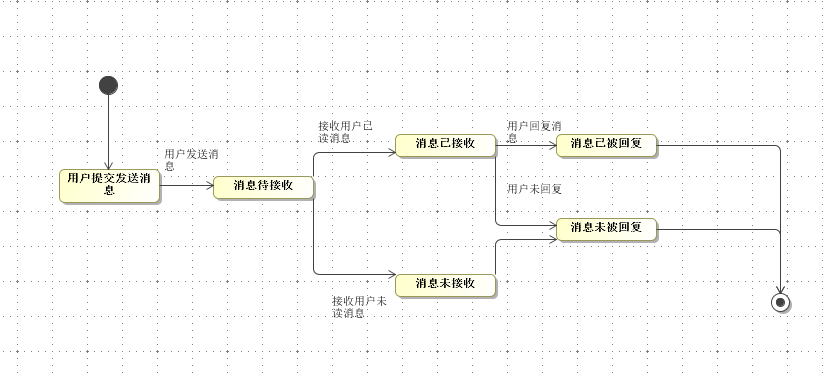 用户提交发送消
息
用户发送消
息
消息待接收
接收用户已
读消息
消息已接收
用户回复消
息
消息已被回复
用户未回复
消息未被回复
接收用户未
读消息
消息未接收